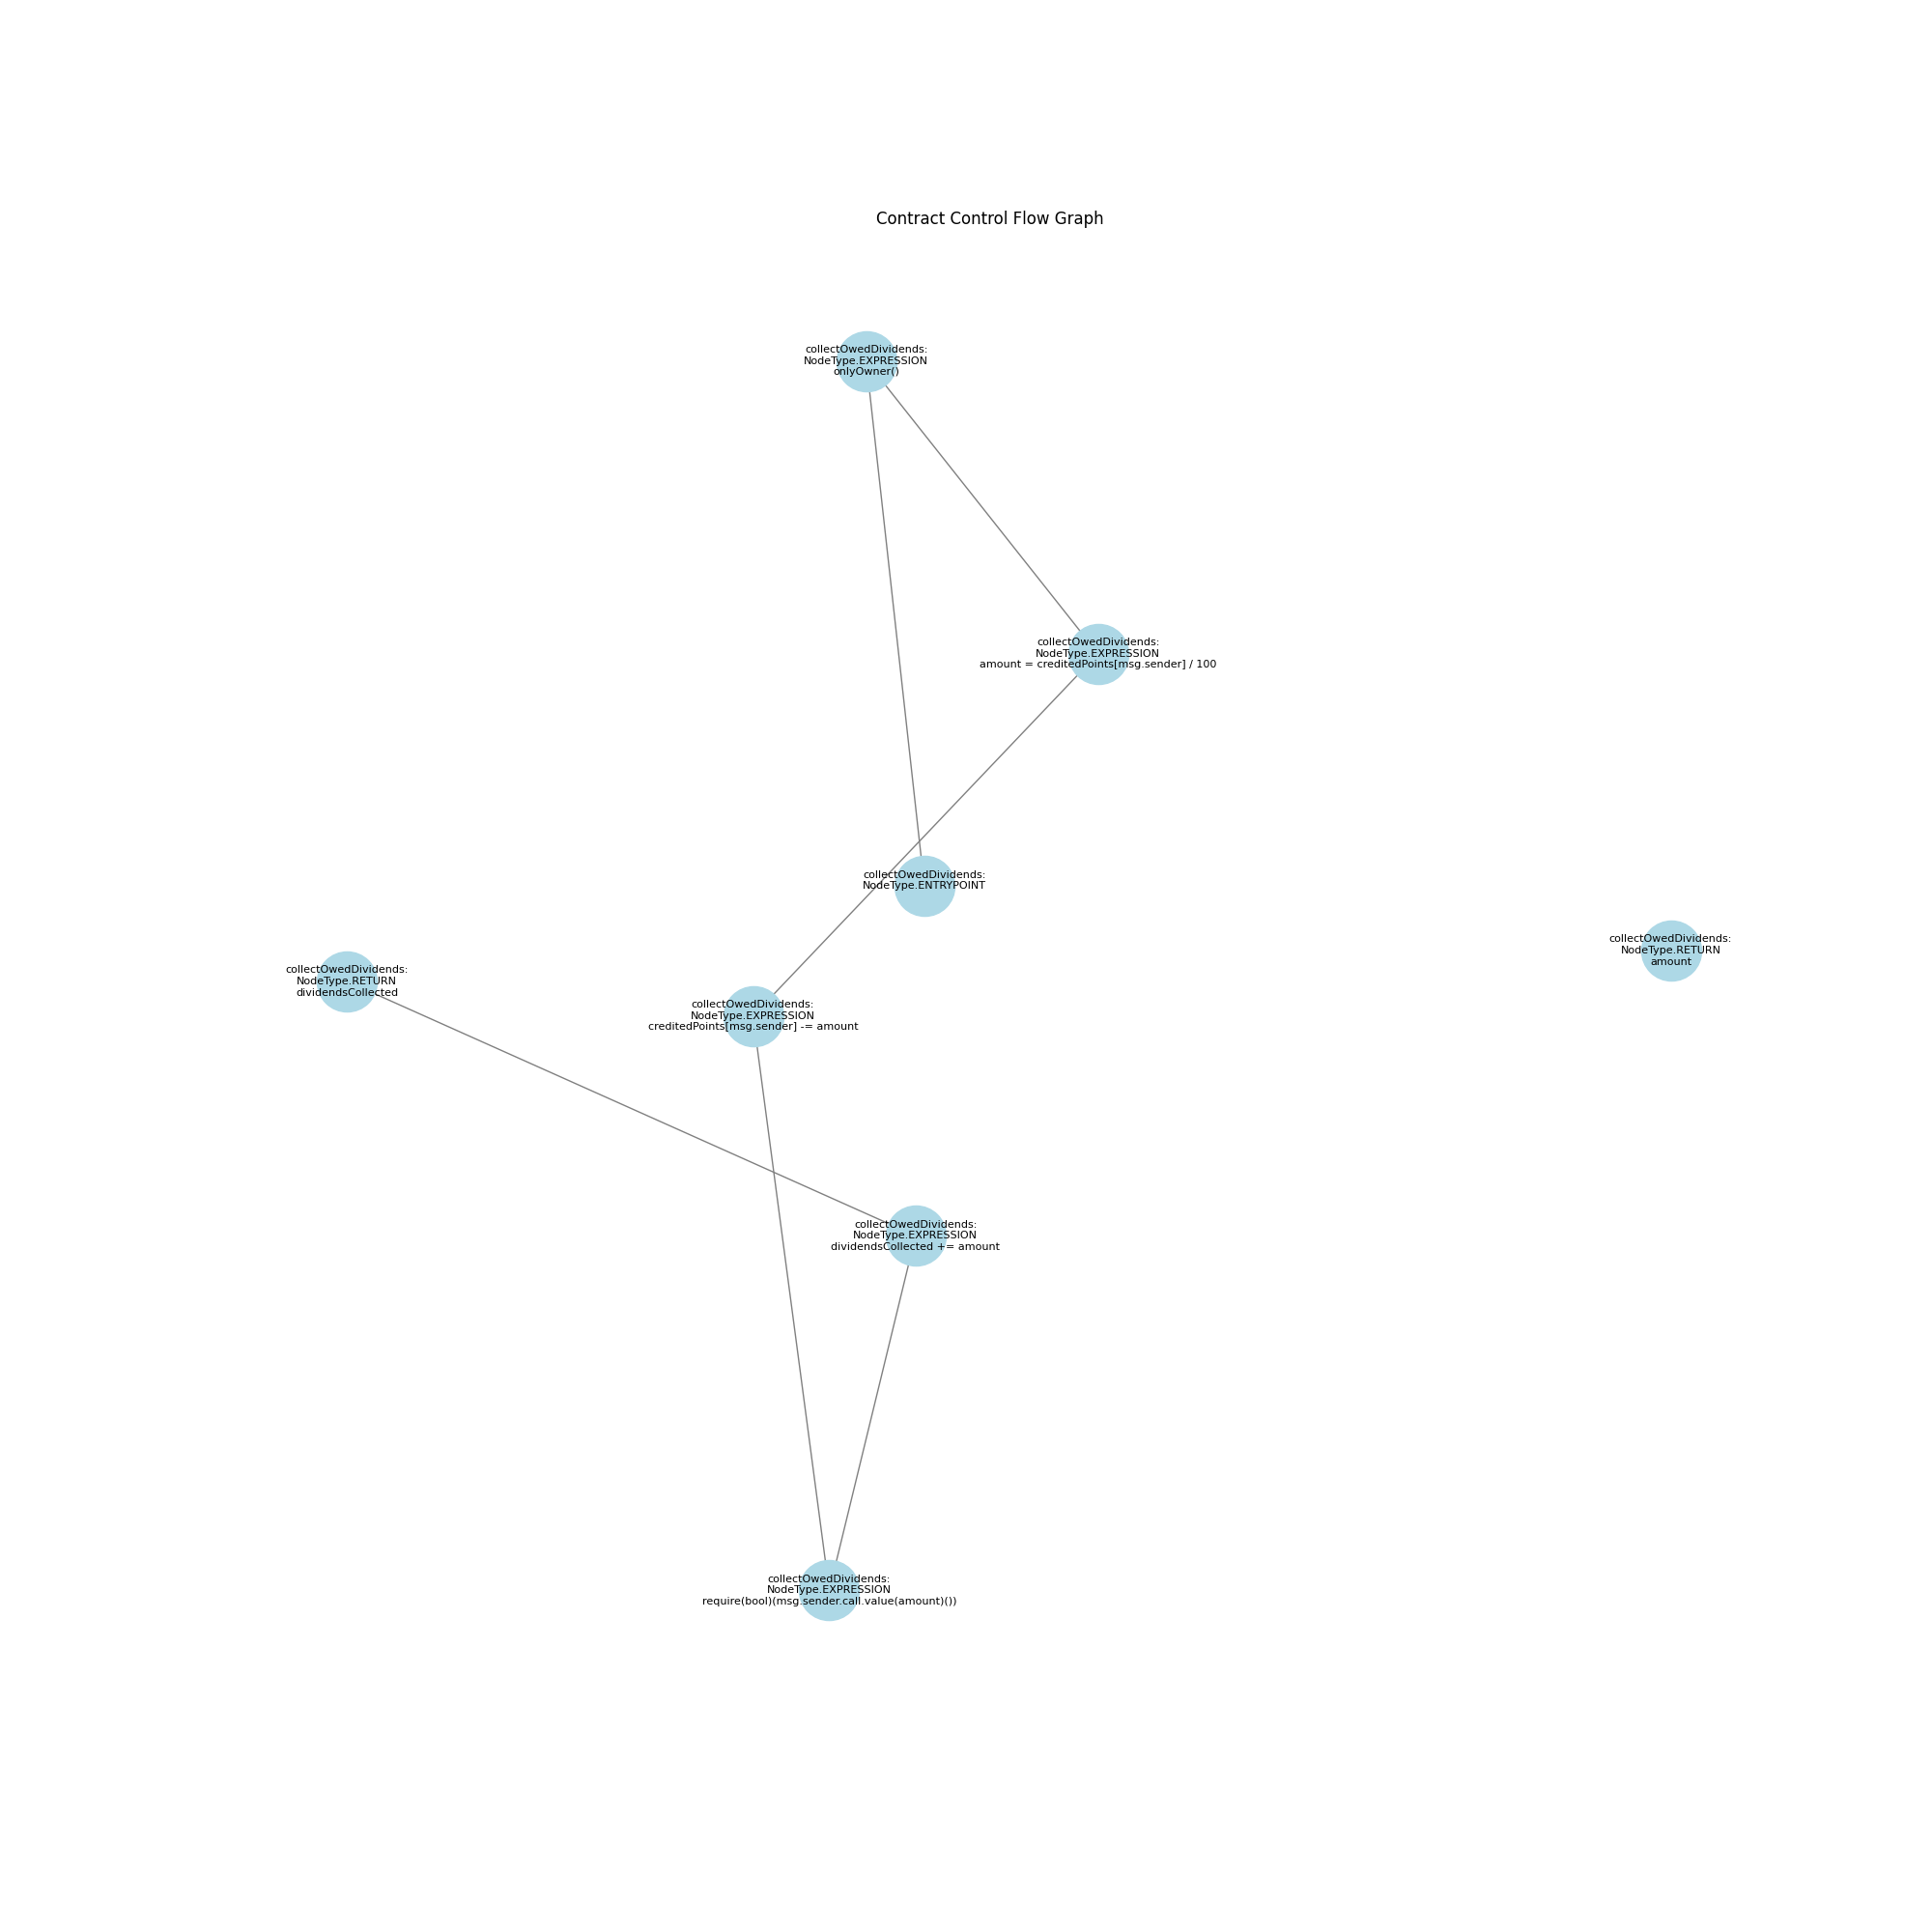 Contract Control Flow Graph
collectOwedDividends:
NodeType.EXPRESSION
onlyOwner()
collectOwedDividends:
NodeType.EXPRESSION
amount = creditedPoints[msg.sender] / 100
collectOwedDividends:
NodeType.ENTRYPOINT
collectOwedDividends:
NodeType.RETURN
amount
collectOwedDividends:
NodeType.RETURN
dividendsCollected
collectOwedDividends:
NodeType.EXPRESSION
creditedPoints[msg.sender] -= amount
collectOwedDividends:
NodeType.EXPRESSION
dividendsCollected += amount
collectOwedDividends:
NodeType.EXPRESSION
require(bool)(msg.sender.call.value(amount)())